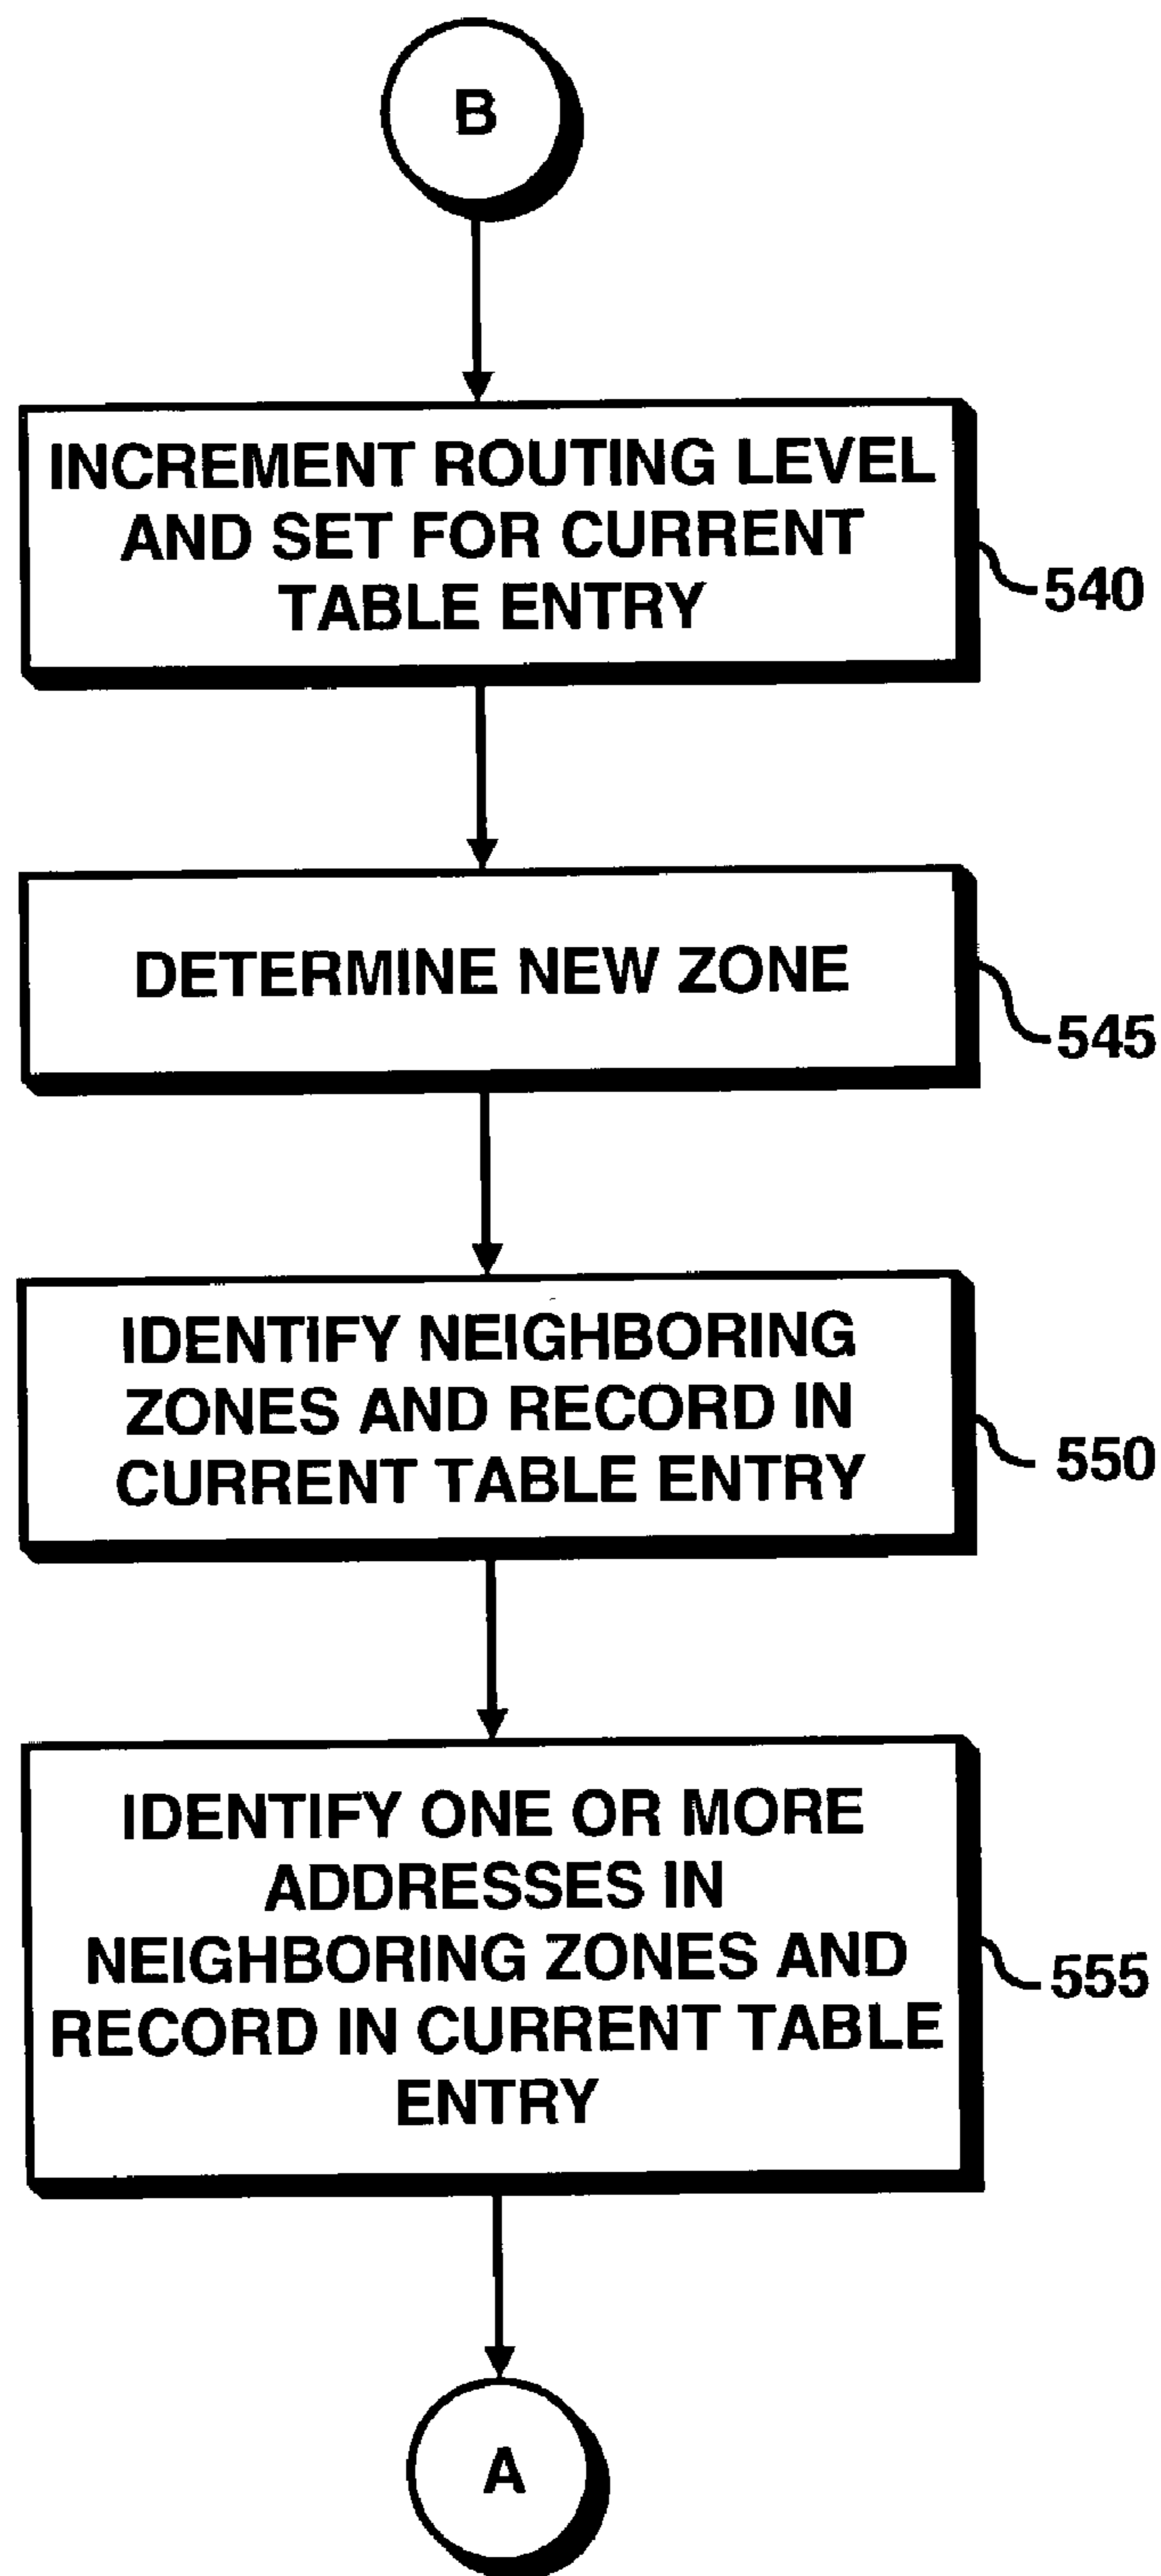 B
INCREMENT ROUTING LEVEL
AND SET FOR CURRENT
TABLE ENTRY
540
DETERMINE NEW ZONE
545
IDENTIFY NEIGHBORING
ZONES AND RECORD IN
CURRENT TABLE ENTRY
550
IDENTIFY ONE OR MORE
ADDRESSES IN
NEIGHBORING ZONES AND
RECORD IN CURRENT TABLE
ENTRY
555
A